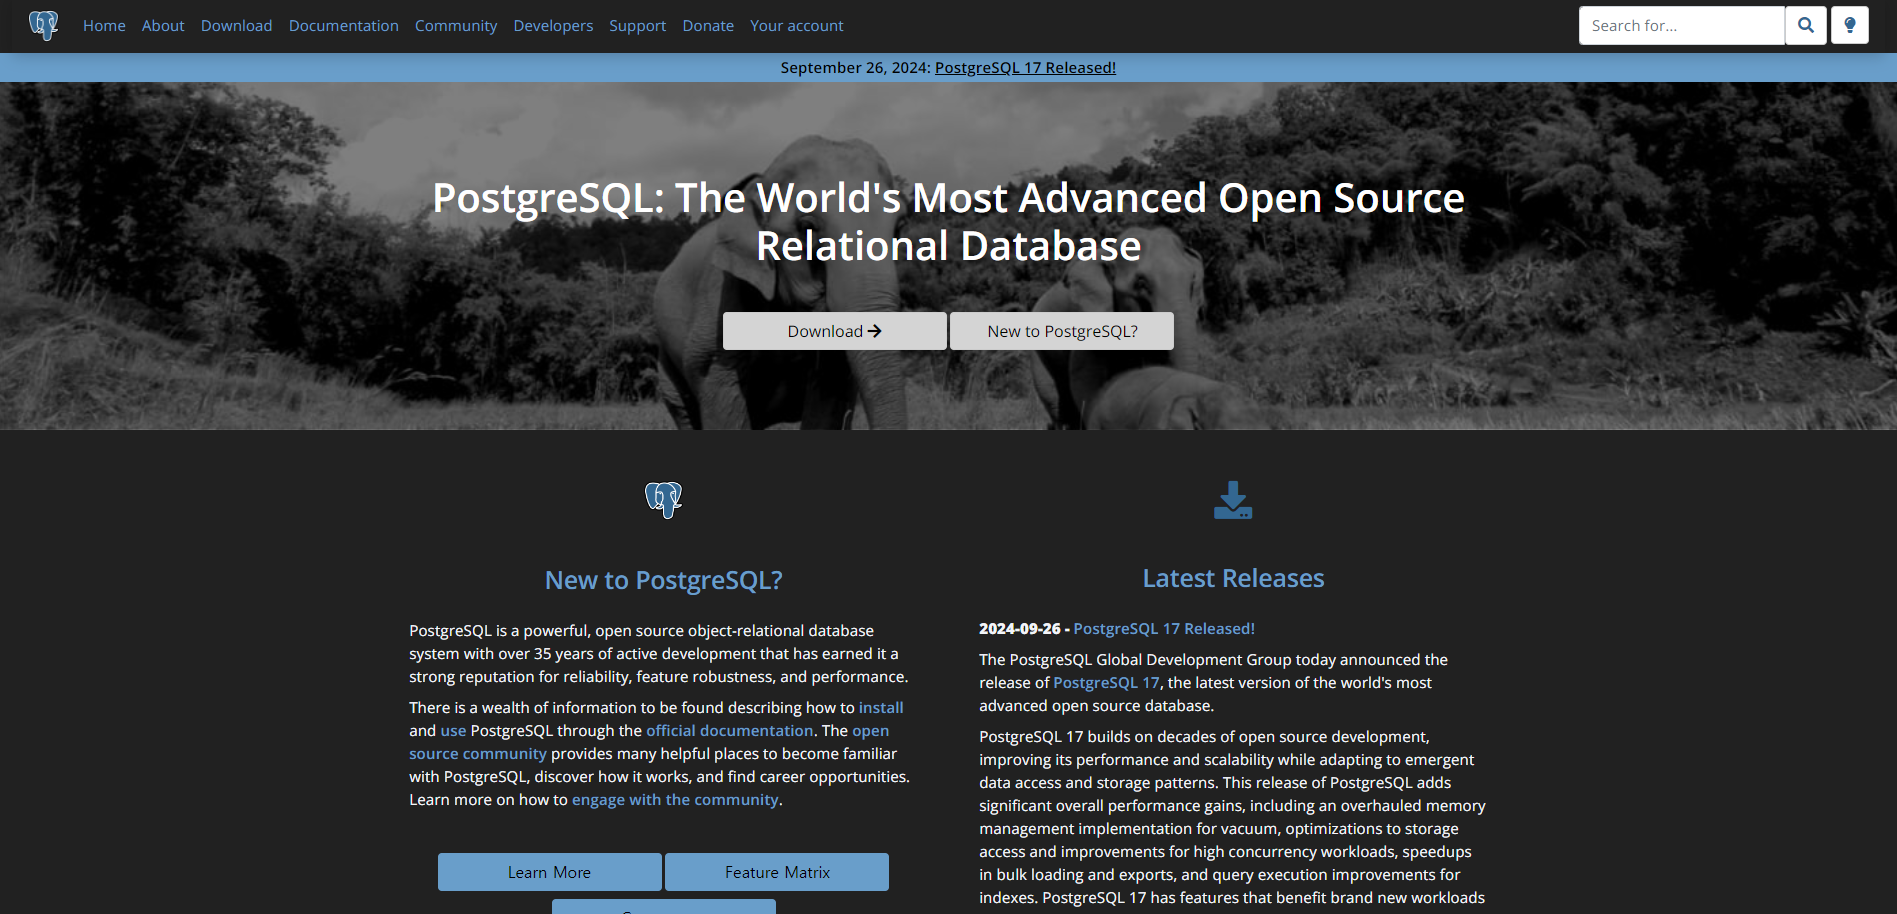 Home About Download Documentation Community Developers Support Donate Your account
Search for...
September 26, 2024: PostgreSQL 17 Released!
PostgreSQL: The World's Most Advanced Open Source
Relational Database
Download
New to PostgreSQL?
New to PostgreSQL?
PostgreSQL is a powerful, open source object-relational database
system with over 35 years of active development that has earned it a
strong reputation for reliability, feature robustness, and performance.
There is a wealth of information to be found describing how to install
and use PostgreSQL through the official documentation. The open
source community provides many helpful places to become familiar
with PostgreSQL, discover how it works, and find career opportunities.
Learn more on how to engage with the community.
Learn More
Feature Matrix
Latest Releases
2024-09-26 - PostgreSQL 17 Released!
The PostgreSQL Global Development Group today announced the
release of PostgreSQL 17, the latest version of the world's most
advanced open source database.
PostgreSQL 17 builds on decades of open source development,
improving its performance and scalability while adapting to emergent
data access and storage patterns. This release of PostgreSQL adds
significant overall performance gains, including an overhauled memory
management implementation for vacuum, optimizations to storage
access and improvements for high concurrency workloads, speedups
in bulk loading and exports, and query execution improvements for
indexes. PostgreSQL 17 has features that benefit brand new workloads